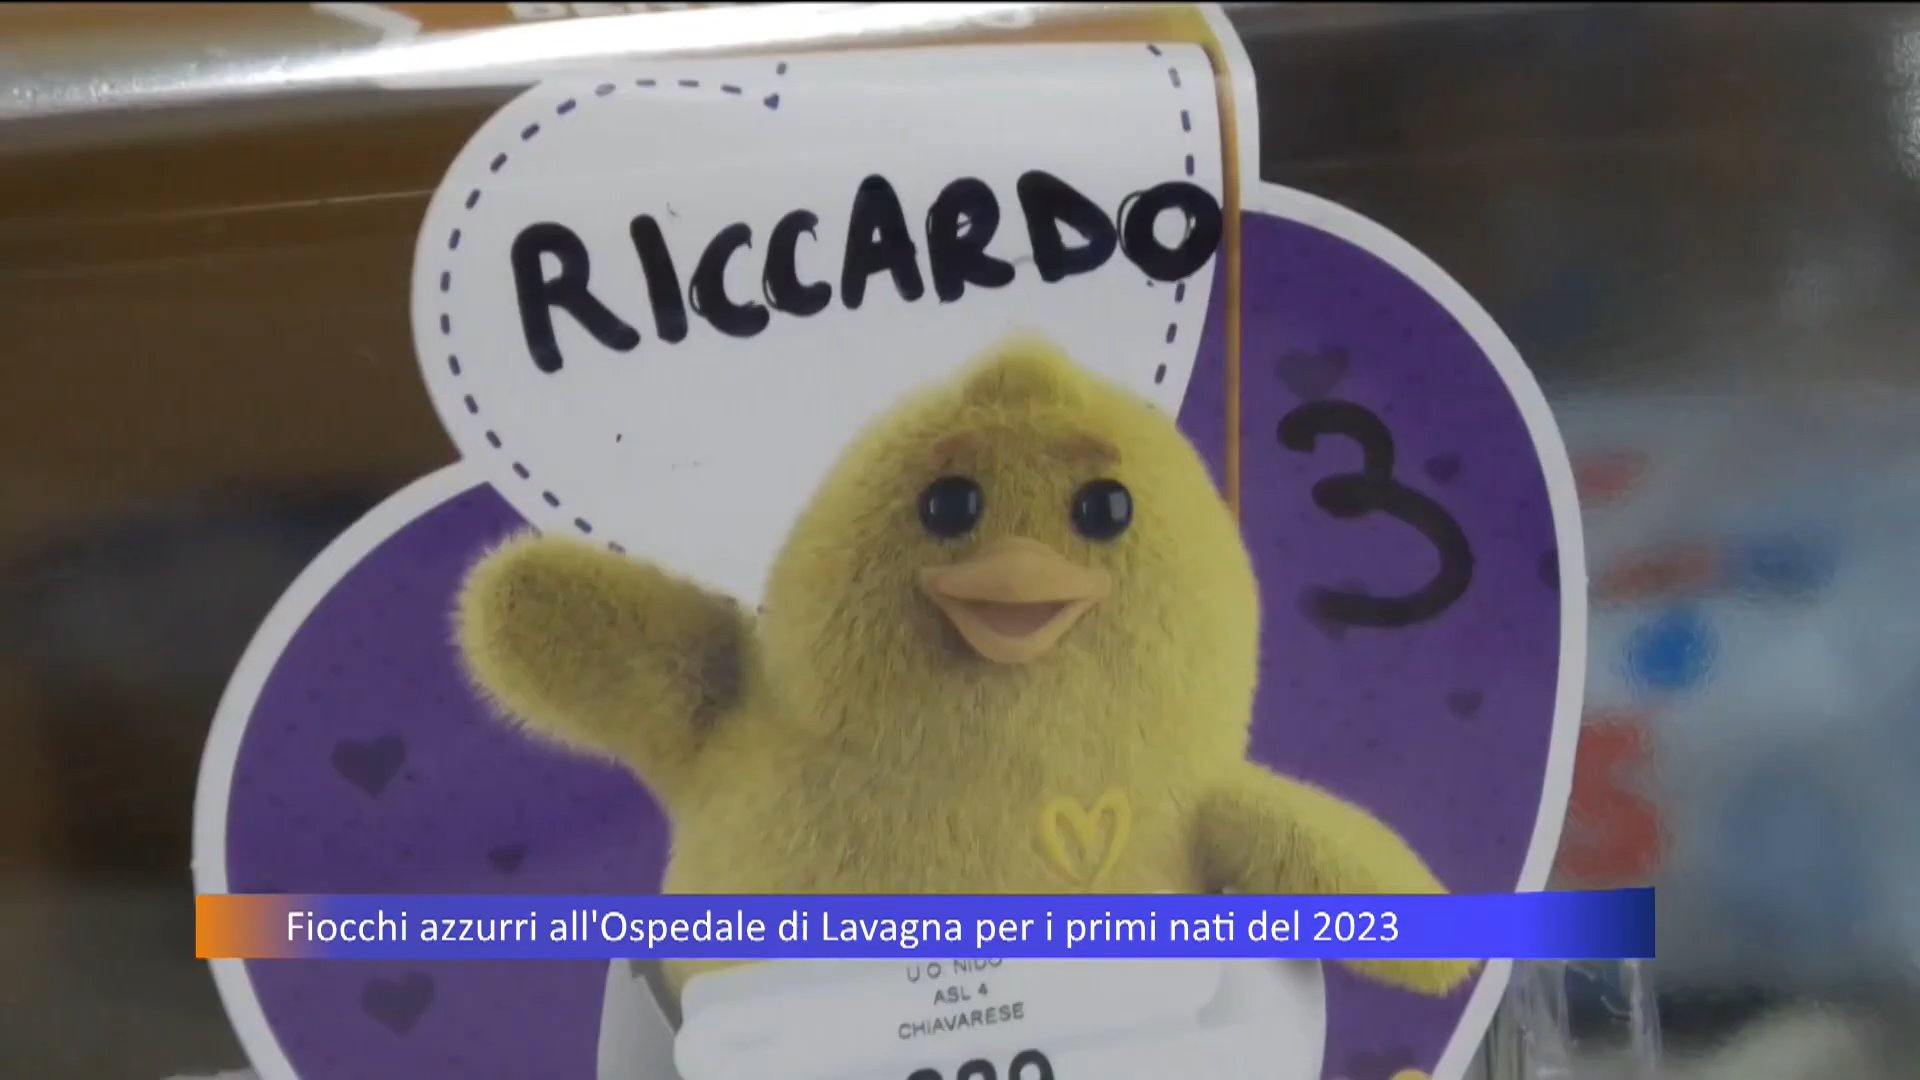 RICCARDO
3
Fiocchi azzurri all'Ospedale di Lavagna per i primi nati del 2023
U O NIDO
ASL 4
CHIAVARESE